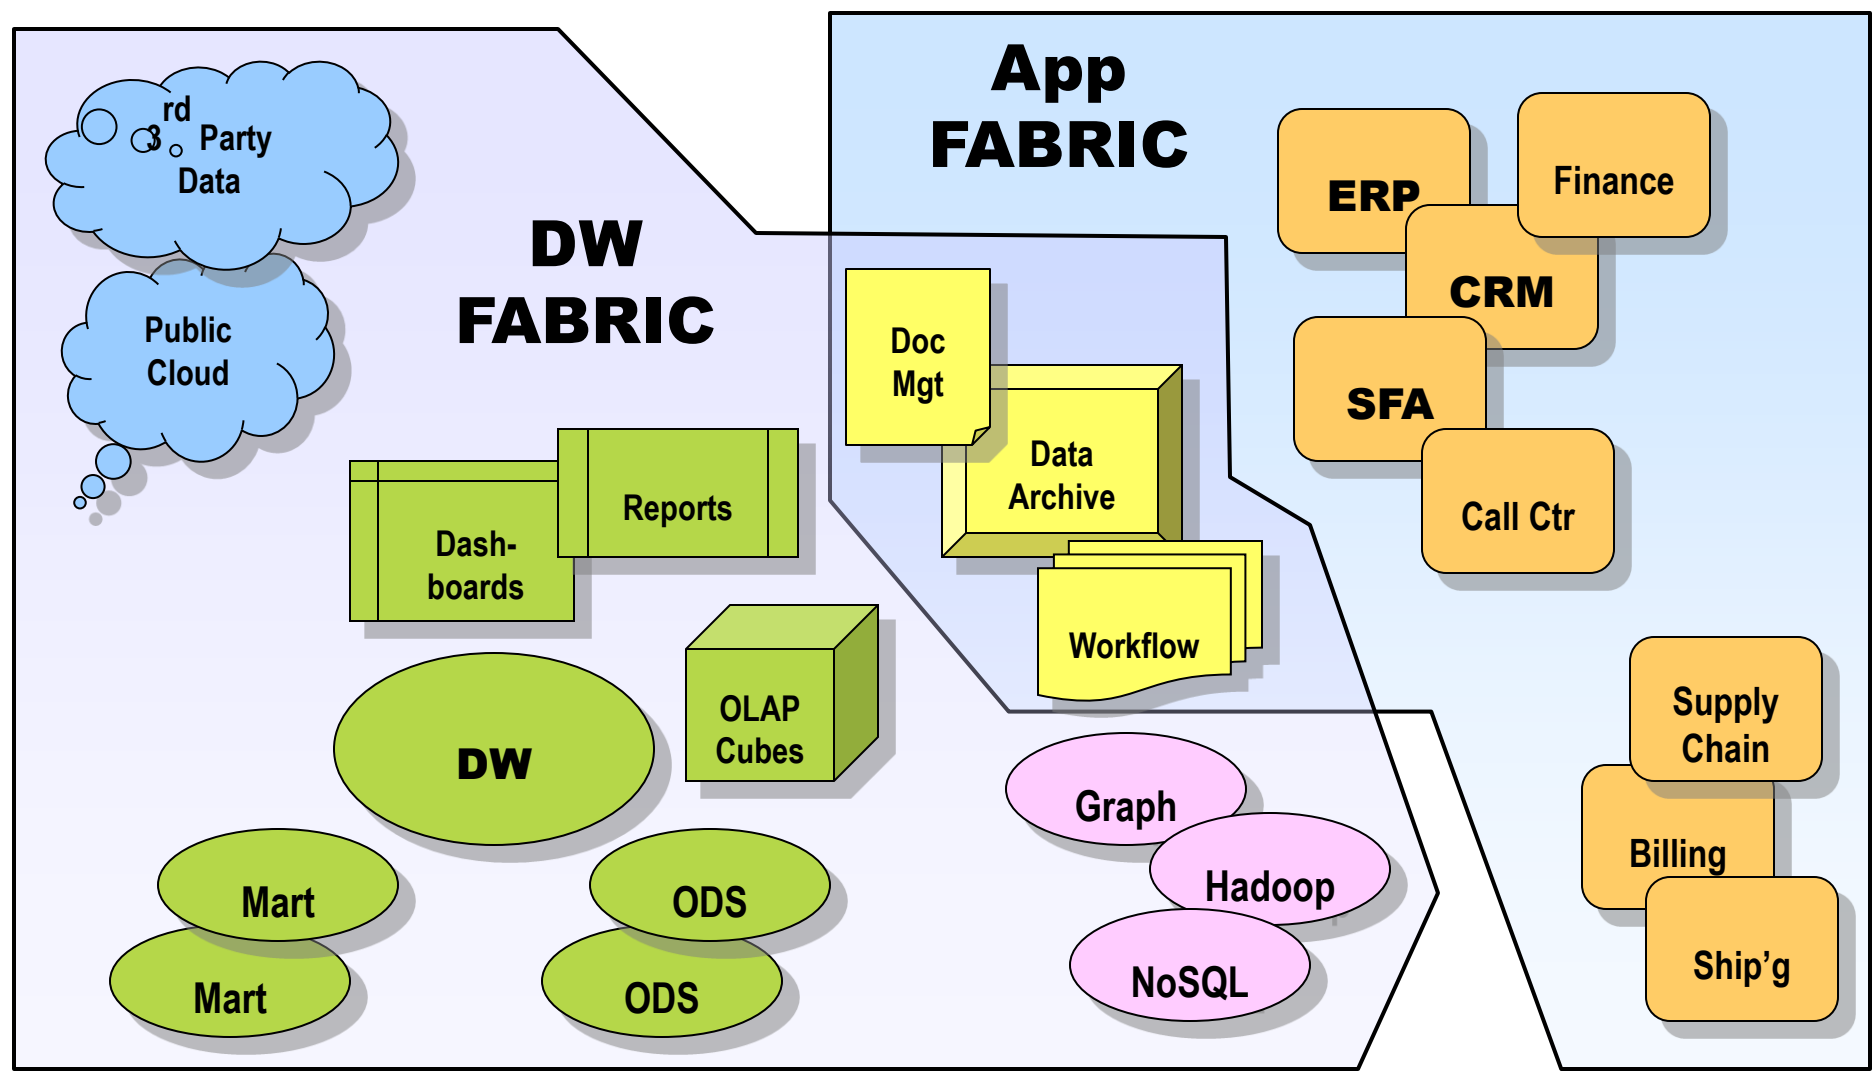 App
FABRIC
3rd Party
Data
Public
Cloud
DW
FABRIC
Dash-
boards
Reports
OLAP
Cubes
DW
Mart
Mart
ODS
ODS
Doc
Mgt
Data
Archive
Workflow
Graph
Hadoop
NoSQL
ERP
Finance
CRM
SFA
Call Ctr
Supply
Chain
Billing
Ship’g